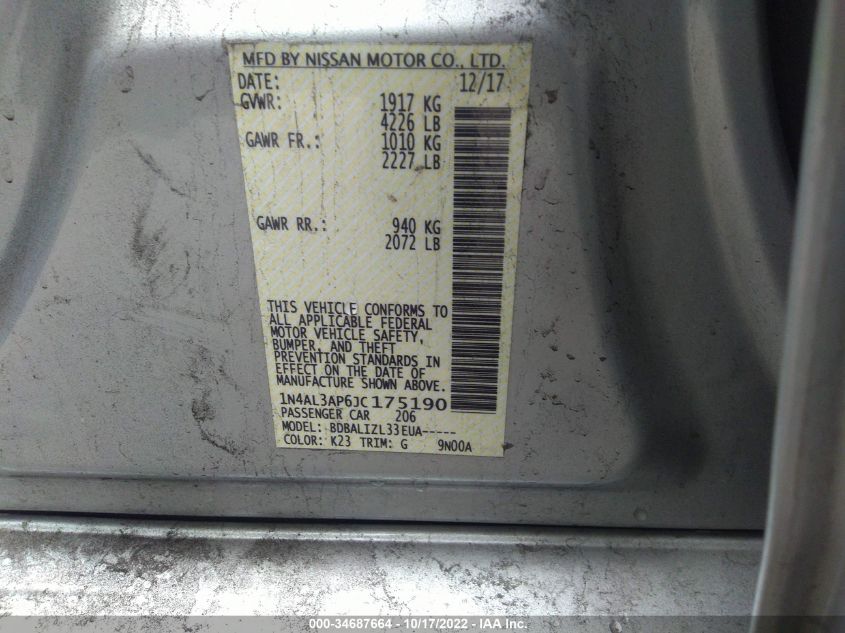 MFD BY NISSAN MOTOR CO., LTD.
DATE: 12/17
GVWR: 1917 KG
4226 LB
GAWR FR.: 1010 KG
2227 LB
GAWR RR.: 940 KG
2072 LB
THIS VEHICLE CONFORMS TO
ALL APPLICABLE FEDERAL
MOTOR VEHICLE SAFETY,
BUMPER, AND THEFT
PREVENTION STANDARDS IN
EFFECT ON THE DATE OF
MANUFACTURE SHOWN ABOVE.
1N4AL3AP6JC175190
PASSENGER CAR 206
MODEL: BDBALIZL33EUA-----
COLOR: K23 TRIM: G 9N00A
000-34687664 - 10/17/2022 - IAA Inc.